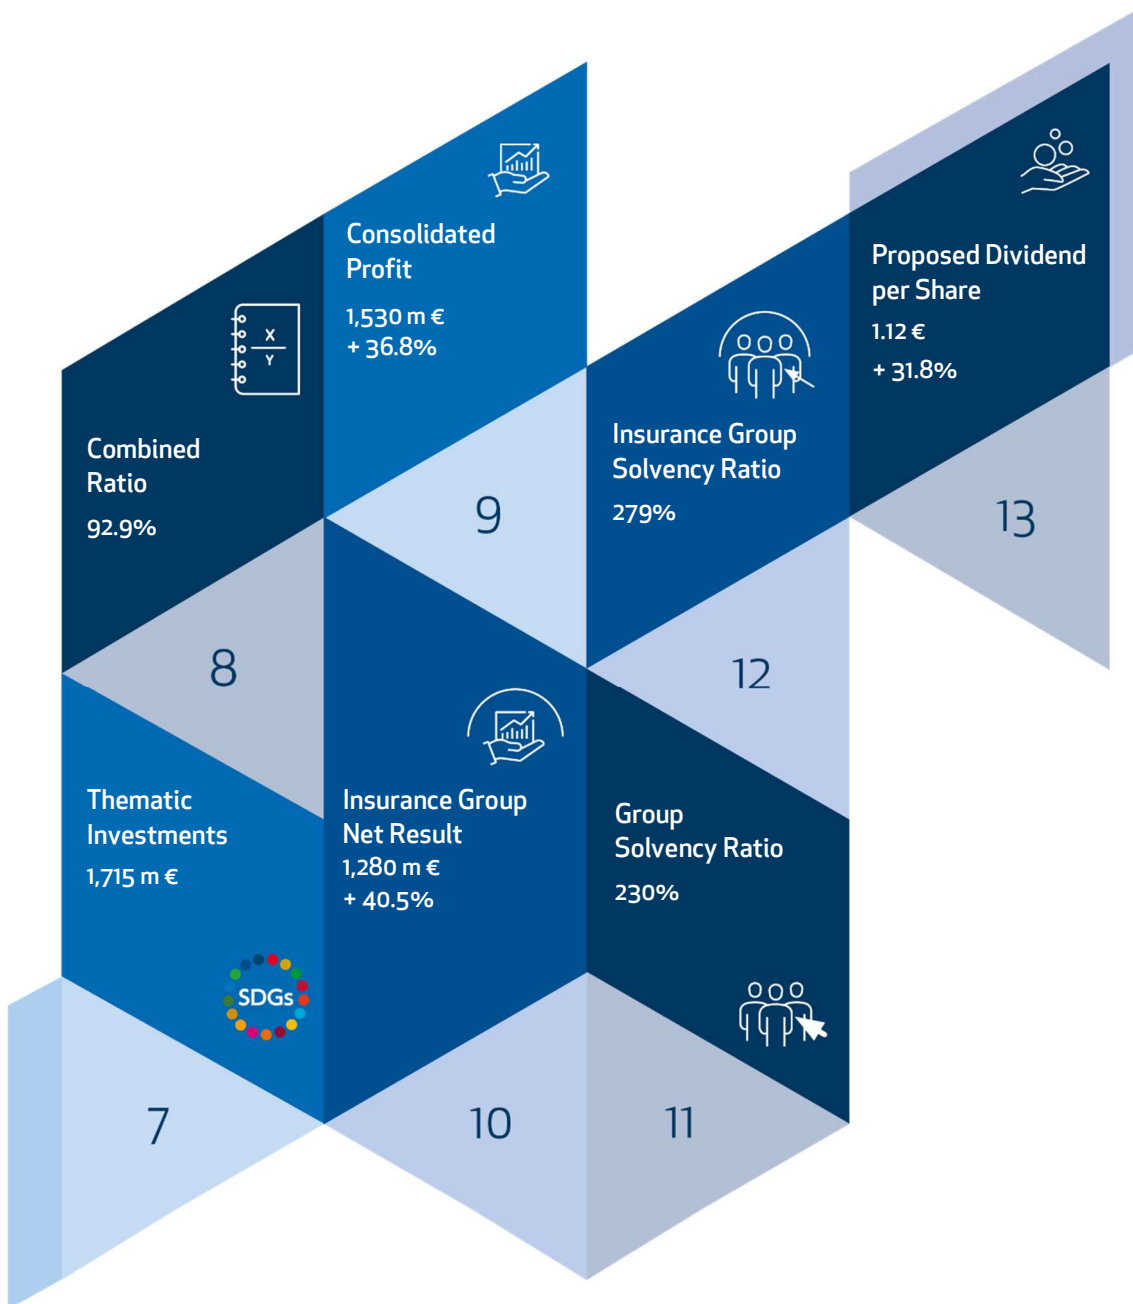 Consolidated
Profit
1,530 m €
+ 36.8%
Proposed Dividend
per Share
1.12 €
+ 31.8%
X
Y
Combined
Ratio
92.9%
Insurance Group
Solvency Ratio
279%
9
13
8
12
Thematic
Investments
1,715 m €
SDGs
Insurance Group
Net Result
1,280 m €
+ 40.5%
Group
Solvency Ratio
230%
7
10
11